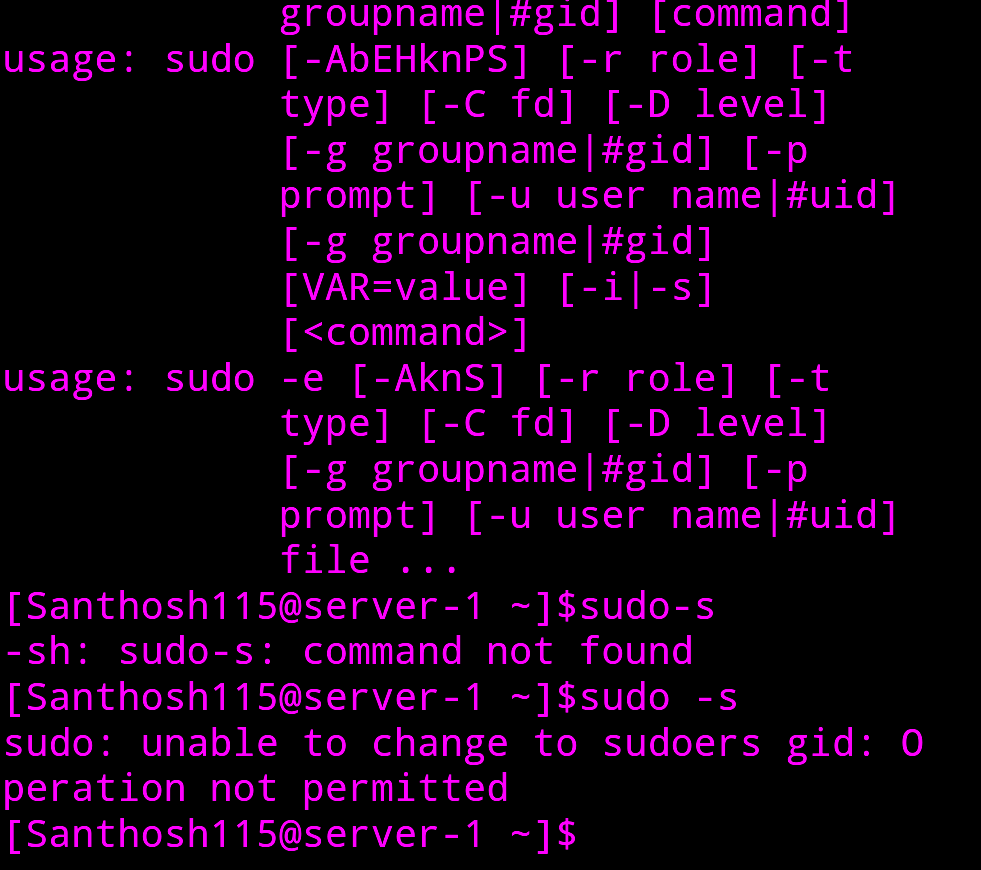 groupname|#gid] [command]
usage: sudo [-AbEHknPS] [-r role] [-t
type] [-C fd] [-D level]
[-g groupname|#gid] [-p
prompt] [-u user name|#uid]
[-g groupname|#gid]
[VAR=value] [-i|-s]
[<command>]
usage: sudo -e [-AknS] [-r role] [-t
type] [-C fd] [-D level]
[-g groupname|#gid] [-p
prompt] [-u user name|#uid]
file ...
[Santhosh115@server-1 ~]$sudo-s
-sh: sudo-s: command not found
[Santhosh115@server-1 ~]$sudo -s
sudo: unable to change to sudoers gid: O
peration not permitted
[Santhosh115@server-1 ~]$